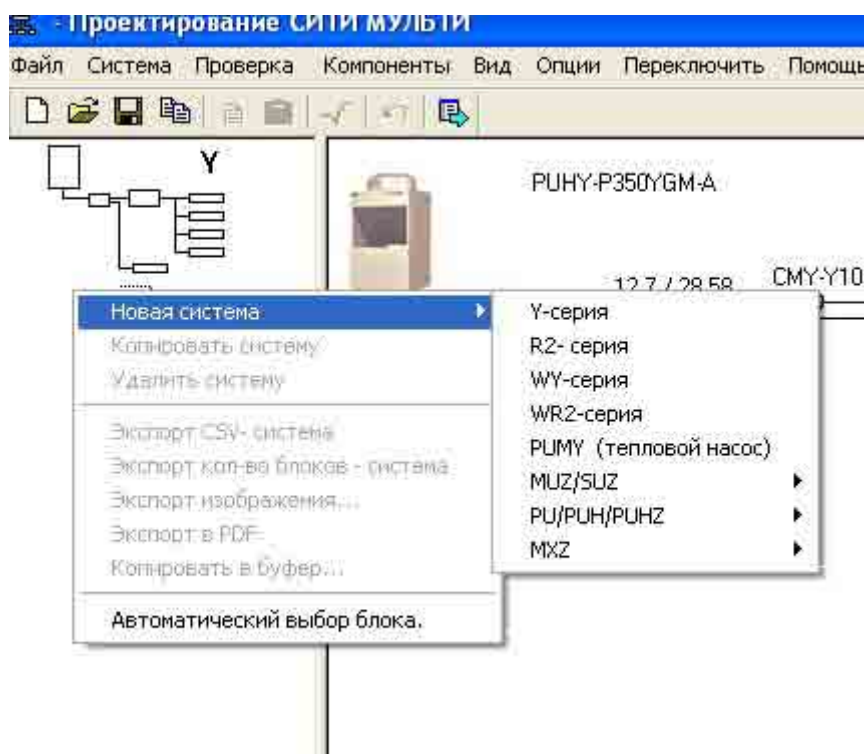 - Проектирование СИТИ МУЛЬТИ
Файл Система Проверка Компоненты Вид Опции Переключить Помощь
Y
PUHY-P350YGM-A
12.7 / 28.58 CMY-Y10
Новая система
Копировать систему
Удалить систему
Экспорт CSV- система
Экспорт кол-во блоков - система
Экспорт изображения...
Экспорт в PDF
Копировать в буфер...
Автоматический выбор блока.
Y-серия
R2- серия
WY-серия
WR2-серия
PUMY (тепловой насос)
MUZ/SUZ
PU/PUH/PUHZ
MXZ